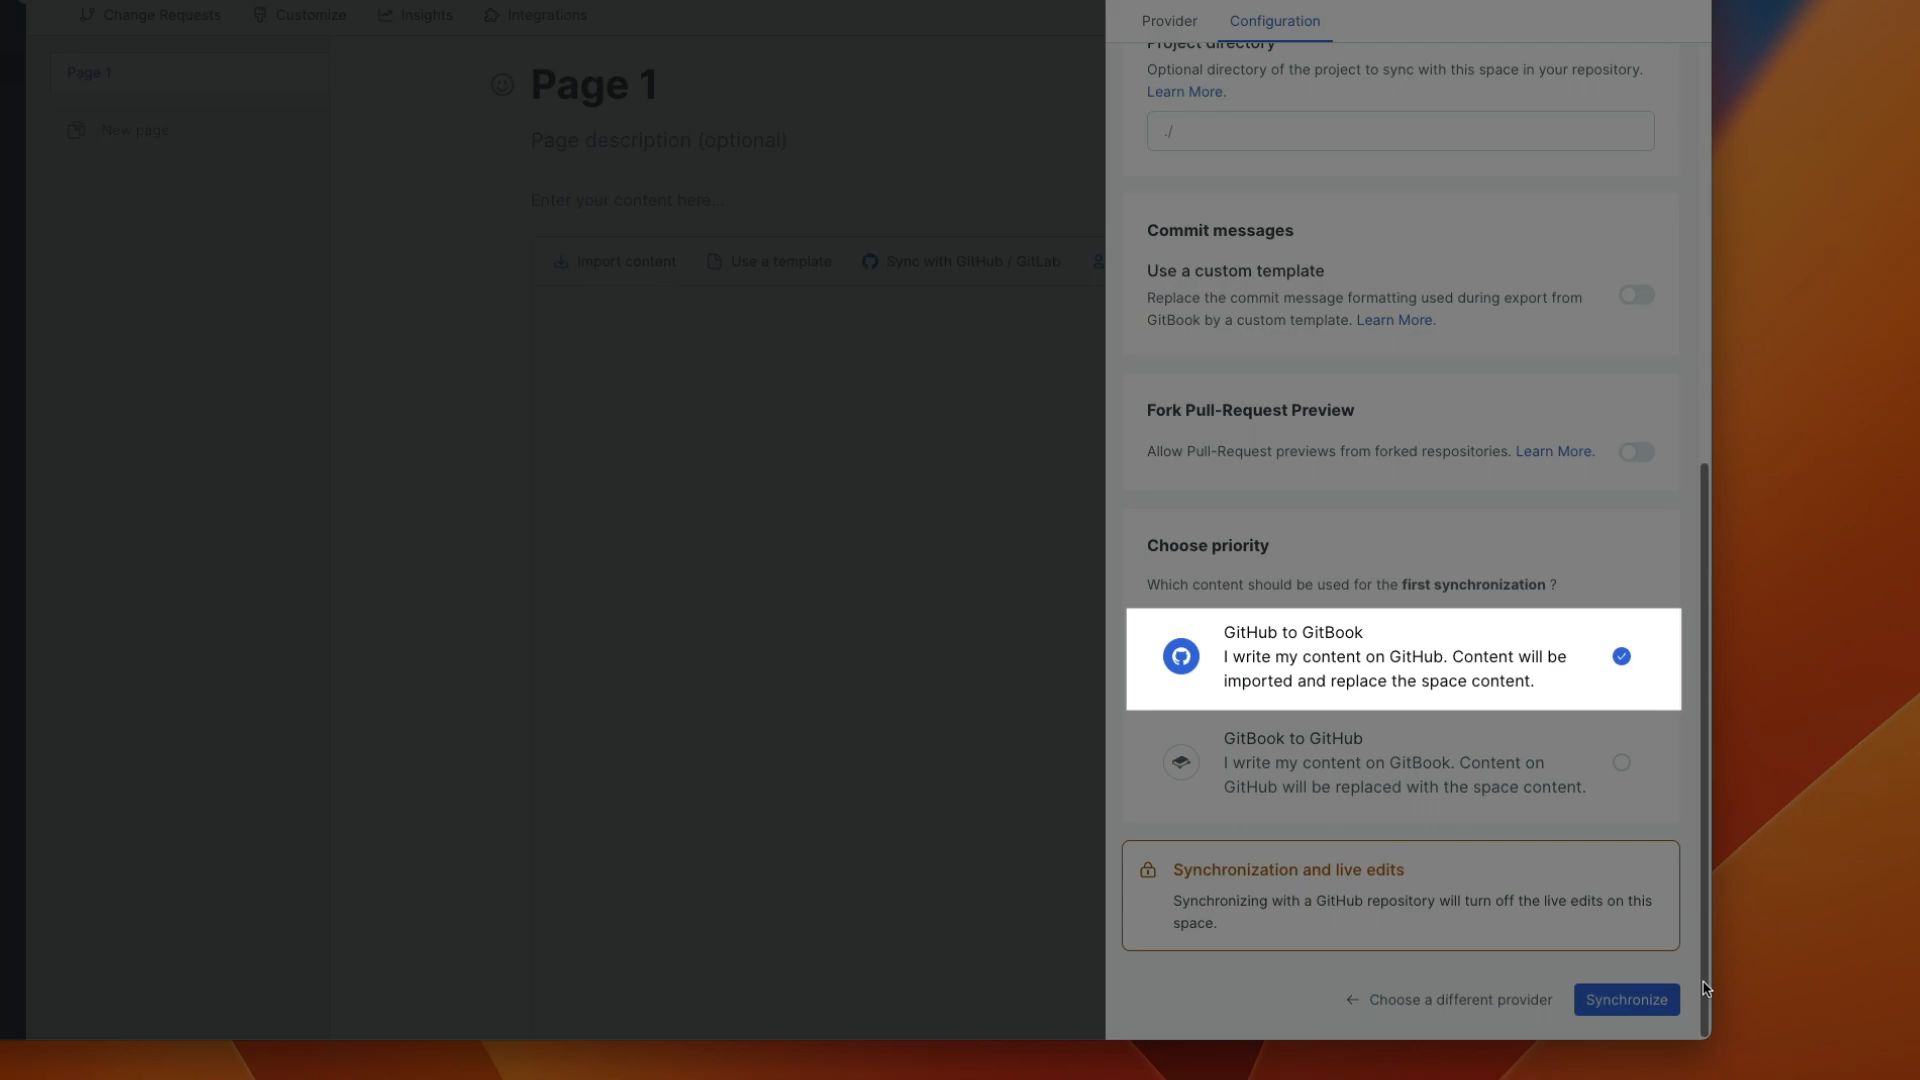 Change Requests
Customize
Insights
Integrations
Page 1
New page
Page 1
Page description (optional)
Enter your content here...
Import content
Use a template
Sync with GitHub / GitLab
Provider
Configuration
Project directory
Optional directory of the project to sync with this space in your repository.
Learn More.
./
Commit messages
Use a custom template
Replace the commit message formatting used during export from
GitBook by a custom template. Learn More.
Fork Pull-Request Preview
Allow Pull-Request previews from forked respositories. Learn More.
Choose priority
Which content should be used for the first synchronization ?
GitHub to GitBook
I write my content on GitHub. Content will be
imported and replace the space content.
GitBook to GitHub
I write my content on GitBook. Content on
GitHub will be replaced with the space content.
Synchronization and live edits
Synchronizing with a GitHub repository will turn off the live edits on this
space.
← Choose a different provider
Synchronize